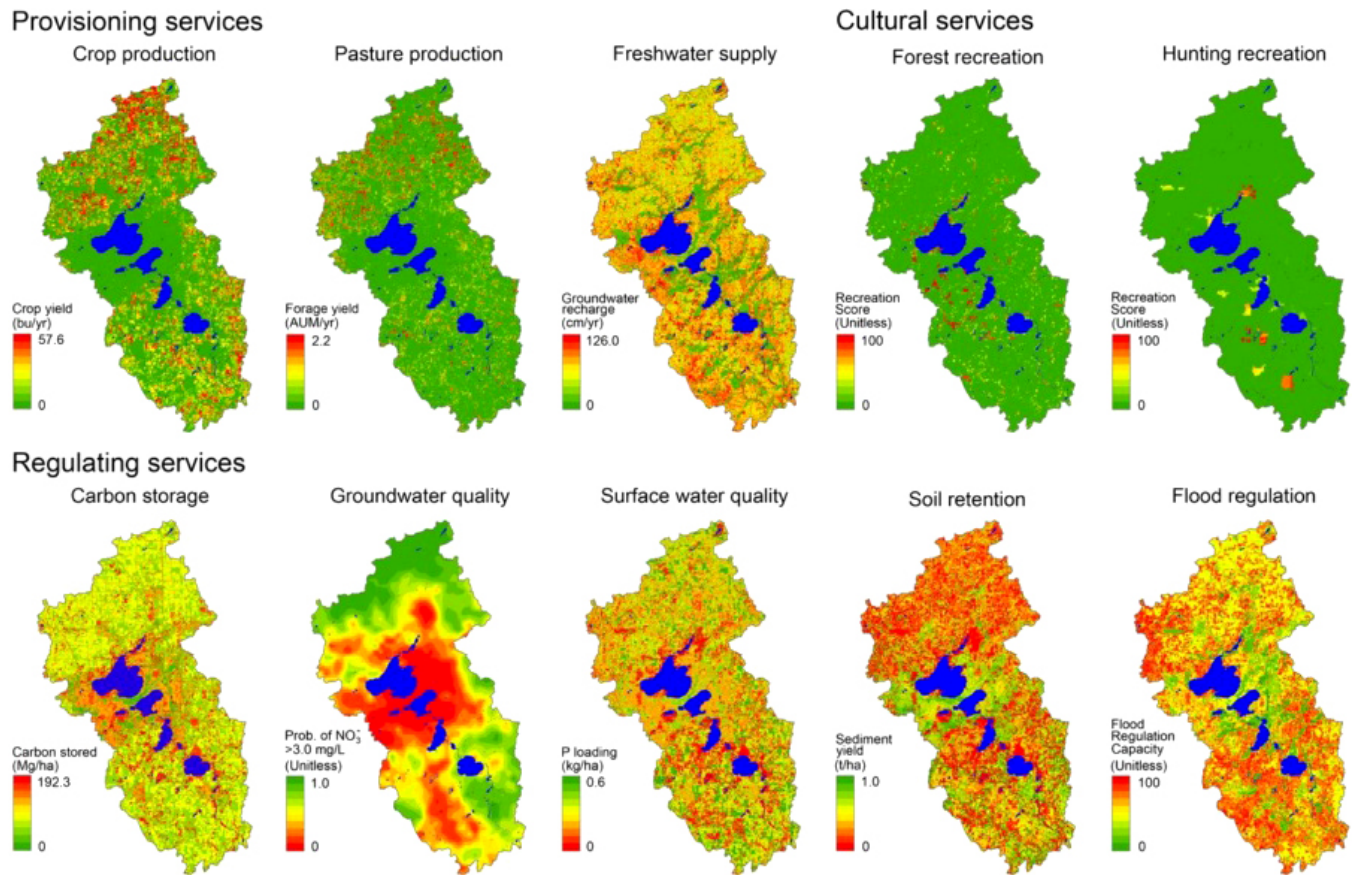 Provisioning services
Cultural services
Crop production
Pasture production
Freshwater supply
Forest recreation
Hunting recreation
Crop yield
(bu/yr)
57.6
0
Forage yield
(AUM/yr)
2.2
0
Groundwater
recharge
(cm/yr)
126.0
0
Recreation
Score
(Unitless)
100
0
Recreation
Score
(Unitless)
100
0
Regulating services
Carbon storage
Groundwater quality
Surface water quality
Soil retention
Flood regulation
Carbon stored
(Mg/ha)
192.3
0
Prob. of NO₃⁻
>3.0 mg/L
(Unitless)
1.0
0
P loading
(kg/ha)
0.6
0
Sediment
yield
(t/ha)
1.0
0
Flood
Regulation
Capacity
(Unitless)
100
0